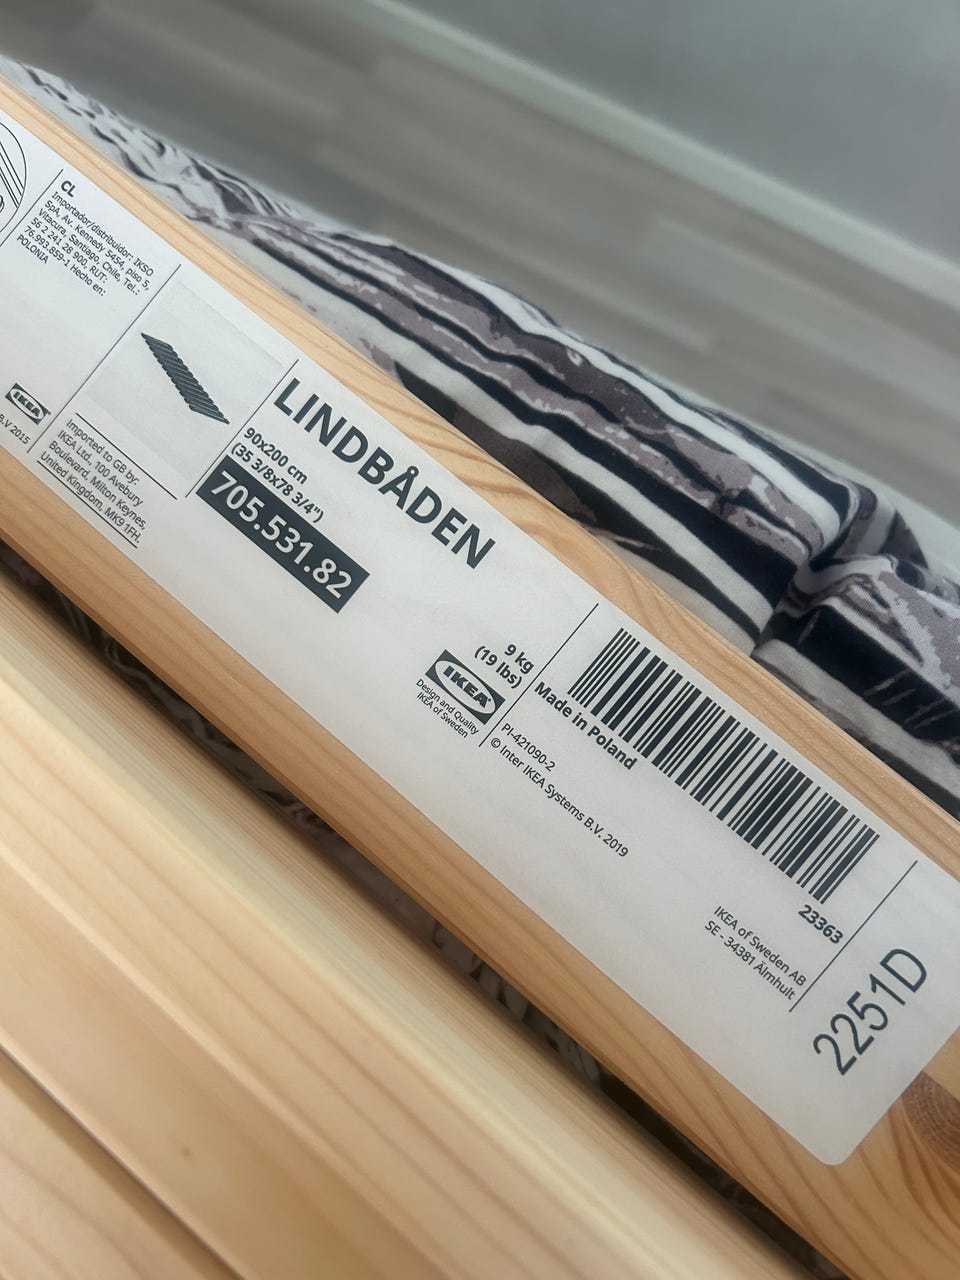 CL
Importador/distribuidor: IKSO
SpA, Av. Kennedy 5454, piso 5,
Vitacura, Santiago, Chile, Tel.:
56 2 241 28 900, RUT:
76.993.859-1 Hecho en:
POLONIA
IKEA
B.V 2015
Imported to GB by:
IKEA Ltd., 100 Avebury
Boulevard, Milton Keynes,
United Kingdom, MK9 1FH.
LINDBÅDEN
90x200 cm
(35 3/8x78 3/4")
705.531.82
9 kg
(19 lbs)
IKEA
Design and Quality
IKEA of Sweden
Made in Poland
PI-421090-2
© Inter IKEA Systems B.V. 2019
23363
IKEA of Sweden AB
SE - 34381 Älmhult
2251D